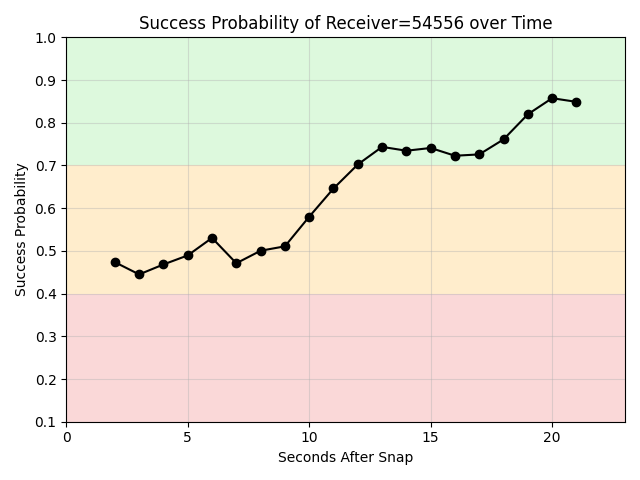 Success Probability of Receiver=54556 over Time
1.0
0.9
0.8
0.7
0.6
0.5
0.4
0.3
0.2
0.1
Success Probability
0 5 10 15 20
Seconds After Snap